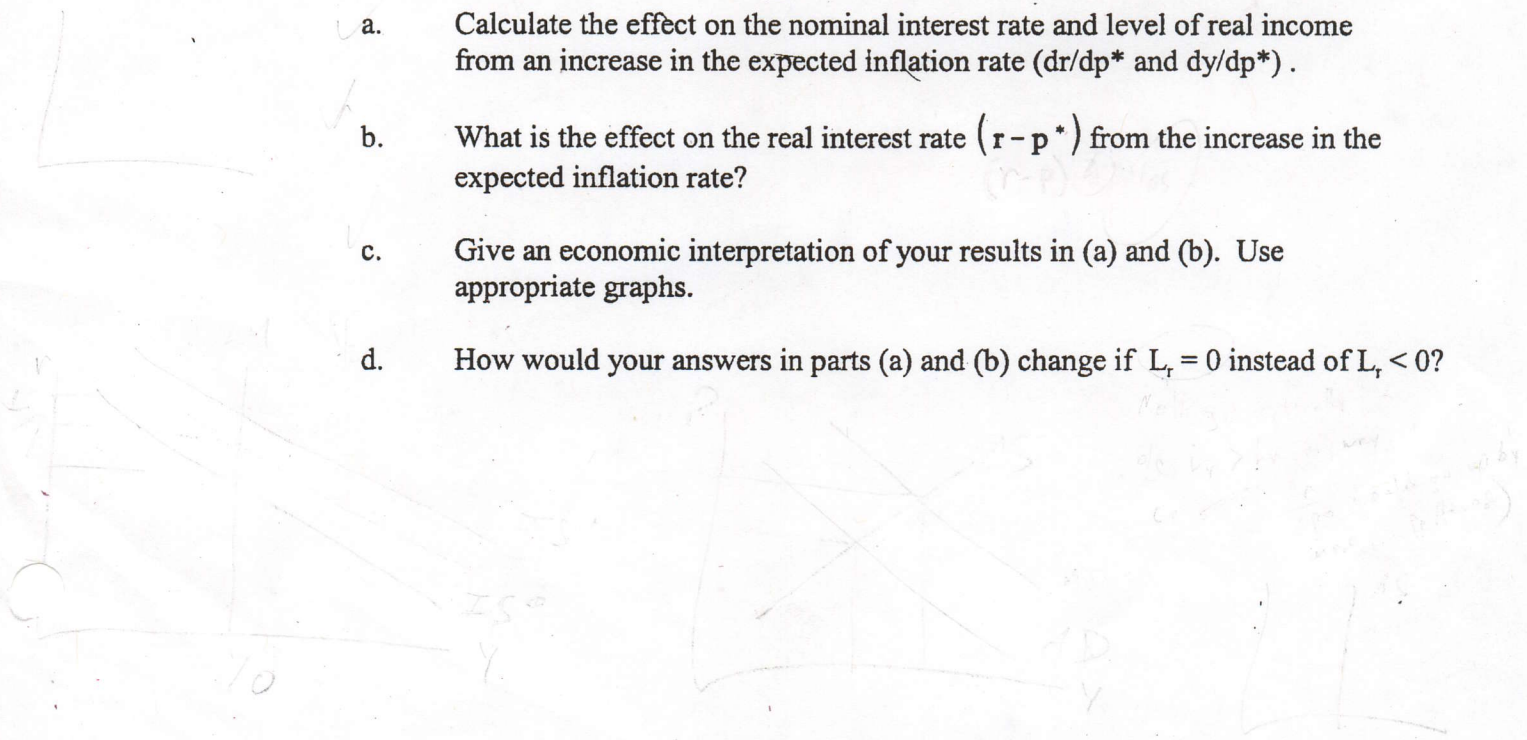 a. Calculate the effect on the nominal interest rate and level of real income
from an increase in the expected inflation rate (dr/dp* and dy/dp*) .
b. What is the effect on the real interest rate (r-p*) from the increase in the
expected inflation rate?
(r-p)
c. Give an economic interpretation of your results in (a) and (b). Use
appropriate graphs.
d. How would your answers in parts (a) and (b) change if L_r = 0 instead of L_r < 0?
r
IS
Y
Y